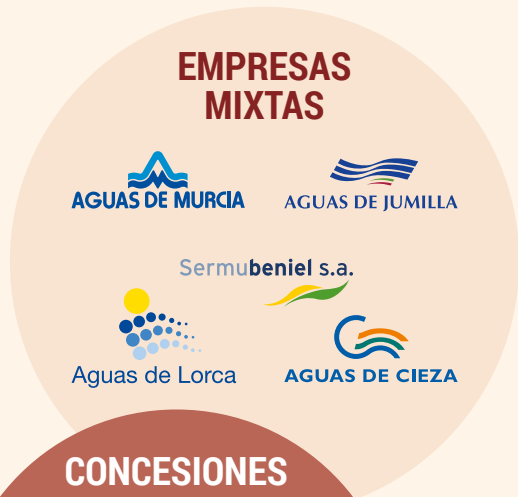 EMPRESAS
MIXTAS
AGUAS DE MURCIA
AGUAS DE JUMILLA
Sermubeniel s.a.
Aguas de Lorca
AGUAS DE CIEZA
CONCESIONES